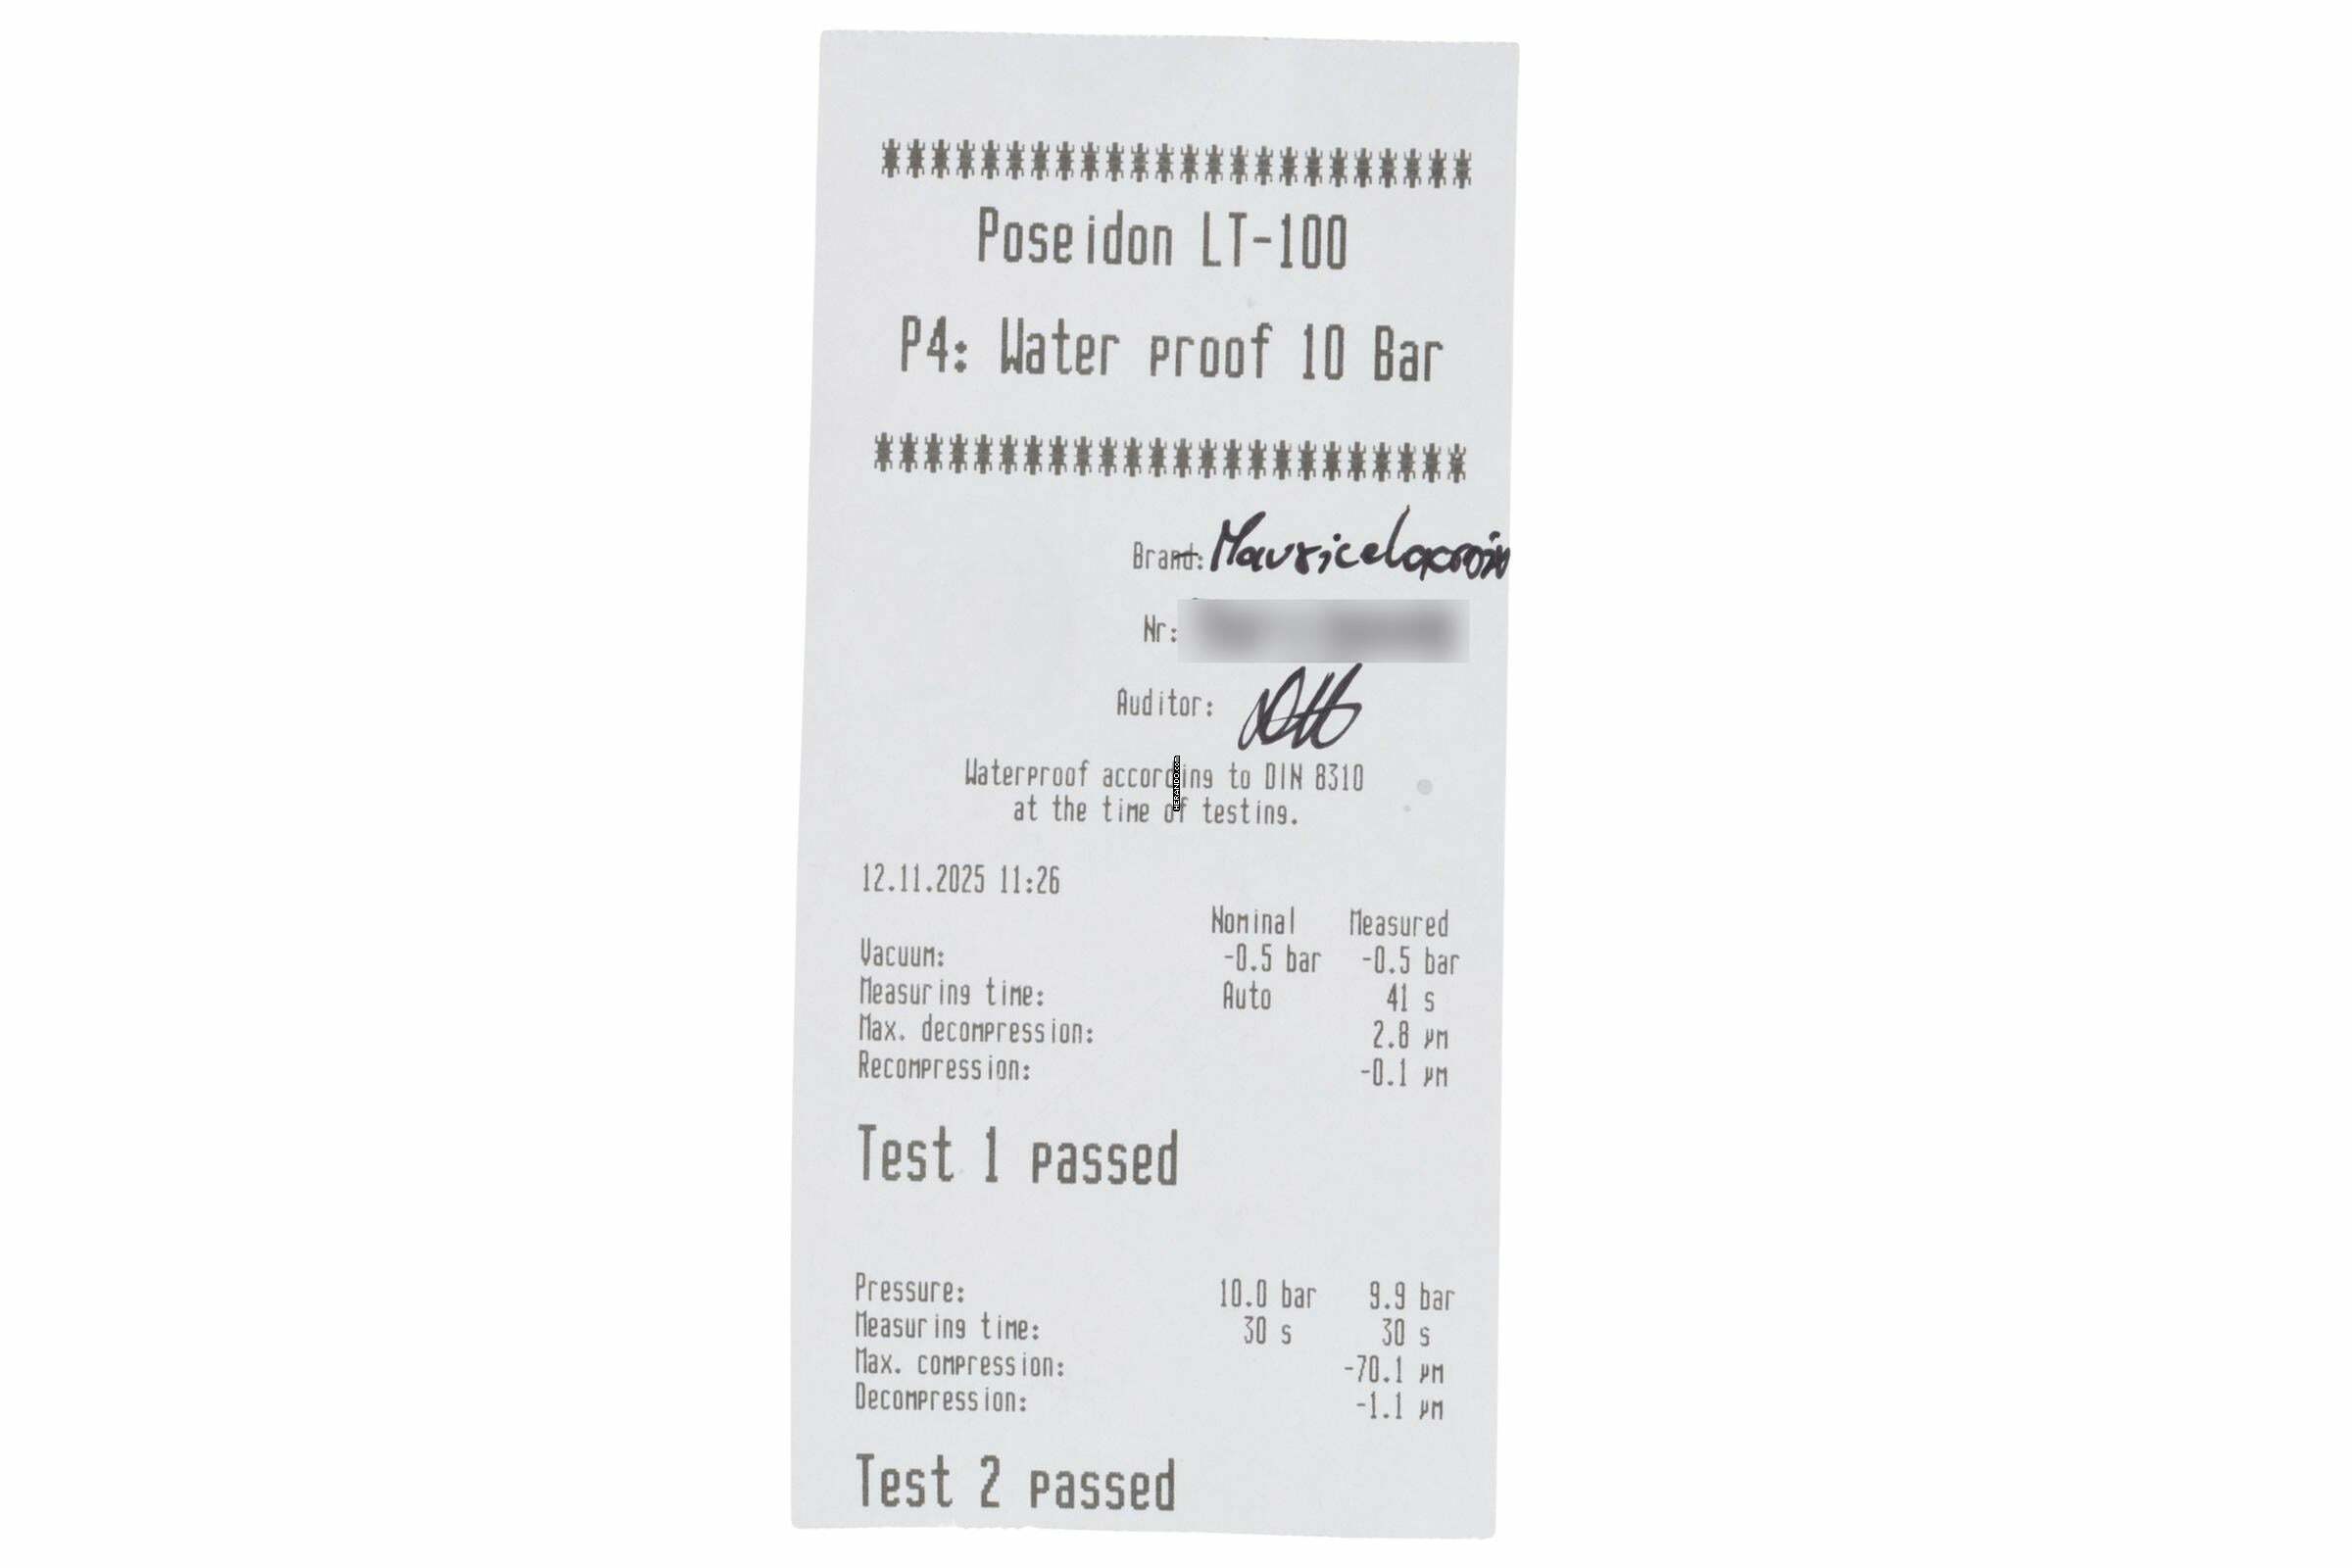 ************************
Poseidon LT-100
P4: Water proof 10 Bar
************************
Brand: Mauricelacroix
Nr:
Auditor:
Waterproof according to DIN 8310
at the time of testing.
HERANDO.com
12.11.2025 11:26
Nominal Measured
Vacuum: -0.5 bar -0.5 bar
Measuring time: Auto 41 s
Max. decompression: 2.8 µm
Recompression: -0.1 µm
Test 1 passed
Pressure: 10.0 bar 9.9 bar
Measuring time: 30 s 30 s
Max. compression: -70.1 µm
Decompression: -1.1 µm
Test 2 passed